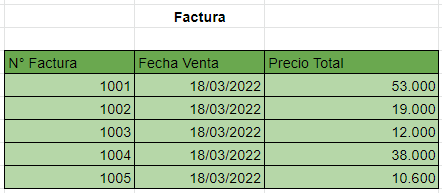 Factura
N° Factura Fecha Venta Precio Total
1001 18/03/2022 53.000
1002 18/03/2022 19.000
1003 18/03/2022 12.000
1004 18/03/2022 38.000
1005 18/03/2022 10.600